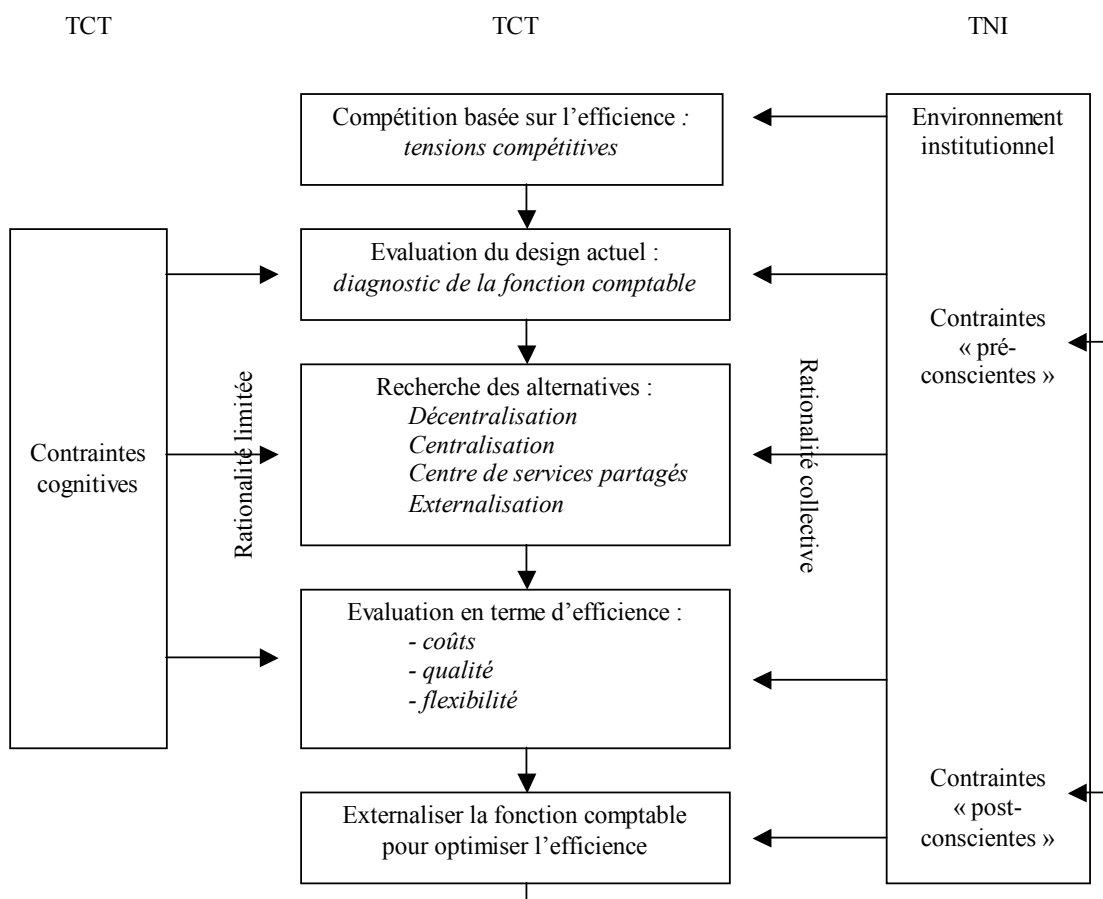 TCT
TCT
TNI
Compétition basée sur l’efficience :
tensions compétitives
Environnement
institutionnel
Evaluation du design actuel :
diagnostic de la fonction comptable
Contraintes
« pré-
conscientes »
Contraintes
cognitives
Rationalité limitée
Recherche des alternatives :
Décentralisation
Centralisation
Centre de services partagés
Externalisation
Rationalité collective
Evaluation en terme d’efficience :
- coûts
- qualité
- flexibilité
Contraintes
« post-
conscientes »
Externaliser la fonction comptable
pour optimiser l’efficience